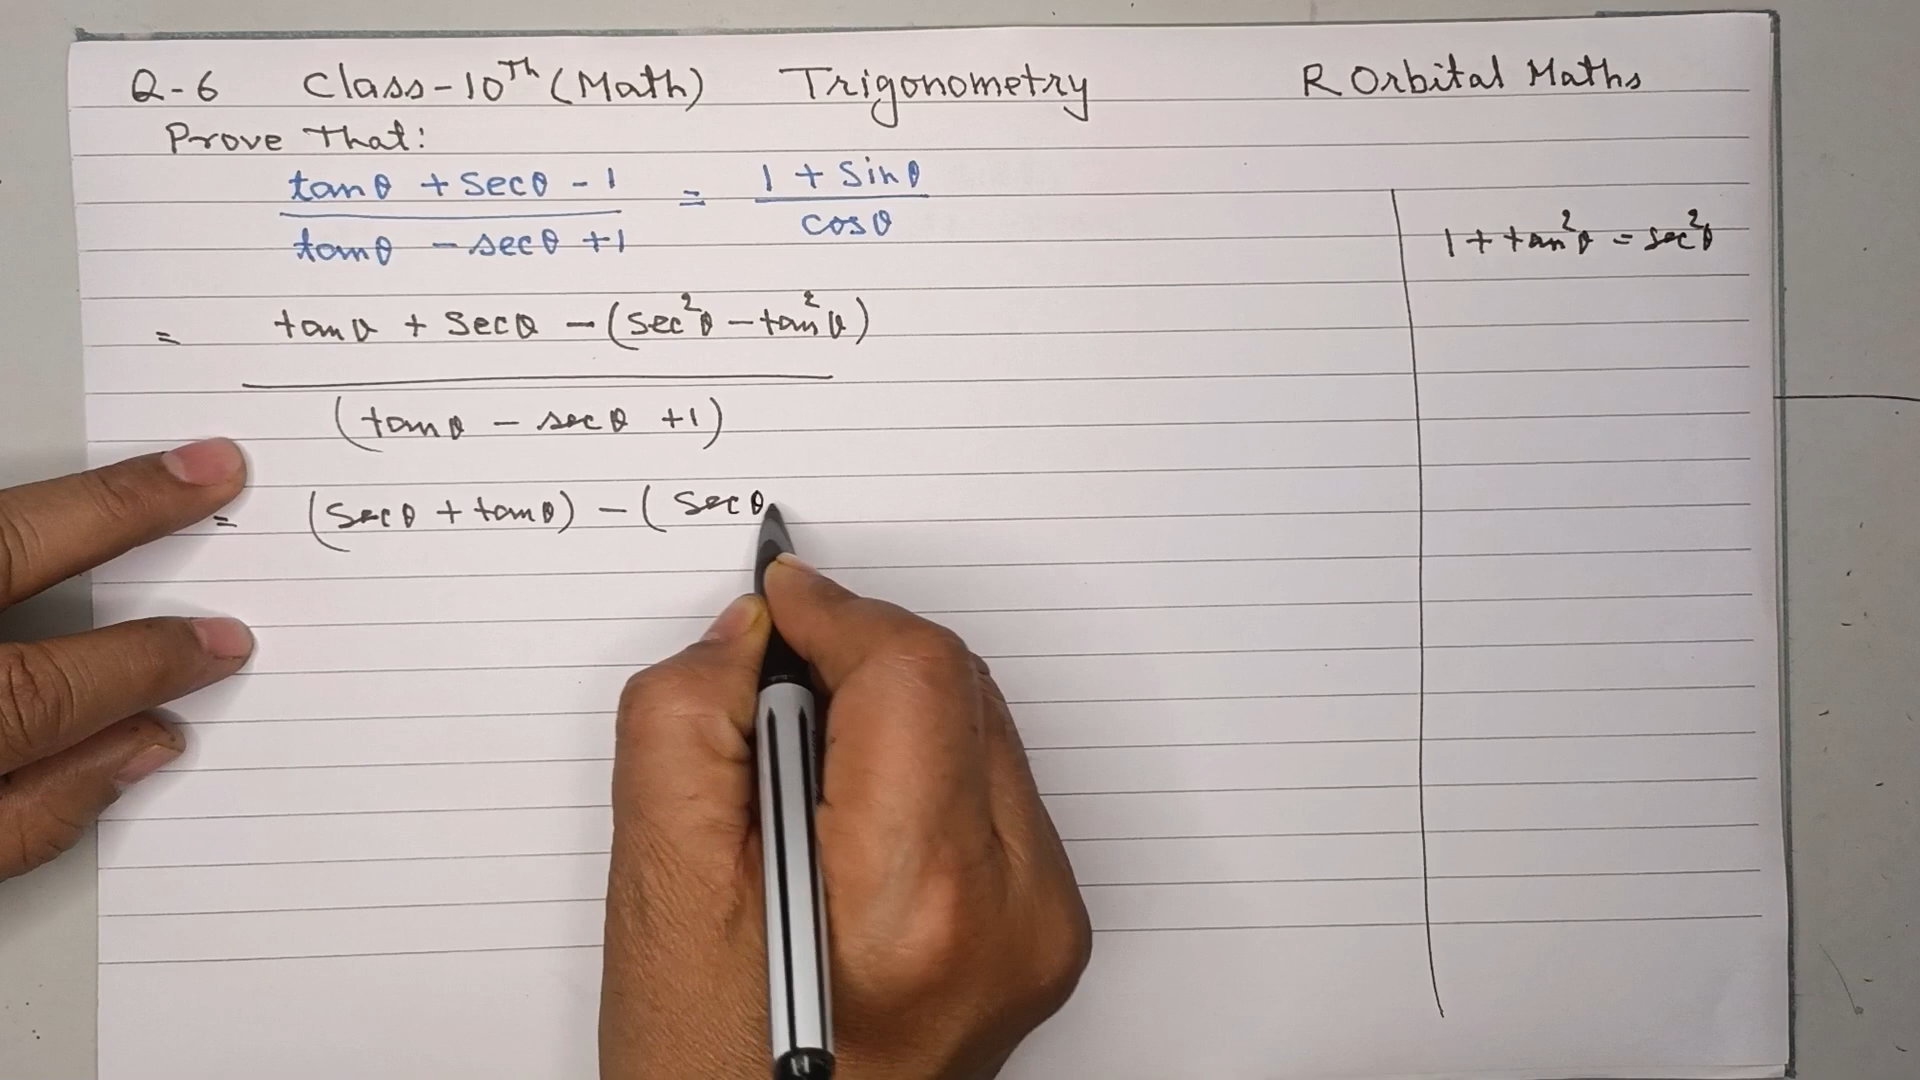 Q-6 Class-10Th (Math) Trigonometry R Orbital Maths
Prove That:
tanθ + secθ - 1 / tanθ - secθ + 1 = 1 + Sinθ / cosθ
1 + tan²θ = sec²θ
= tanθ + Secθ - (sec²θ - tan²θ) / (tanθ - secθ + 1)
= (Secθ + tanθ) - (Secθ